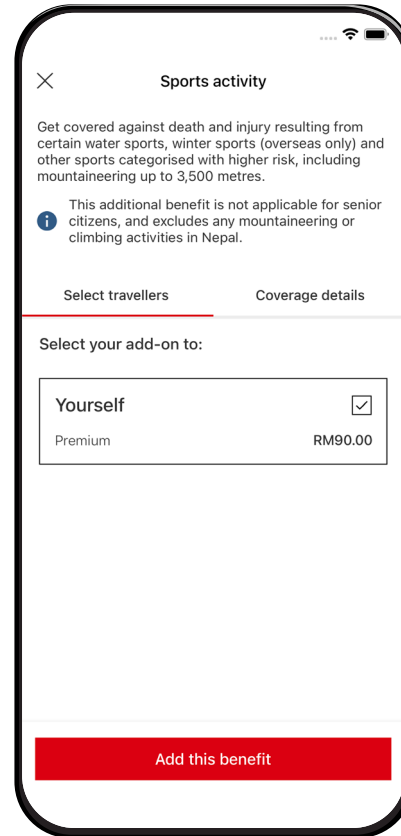 Sports activity
Get covered against death and injury resulting from
certain water sports, winter sports (overseas only) and
other sports categorised with higher risk, including
mountaineering up to 3,500 metres.
This additional benefit is not applicable for senior
citizens, and excludes any mountaineering or
climbing activities in Nepal.
Select travellers Coverage details
Select your add-on to:
Yourself
Premium RM90.00
Add this benefit